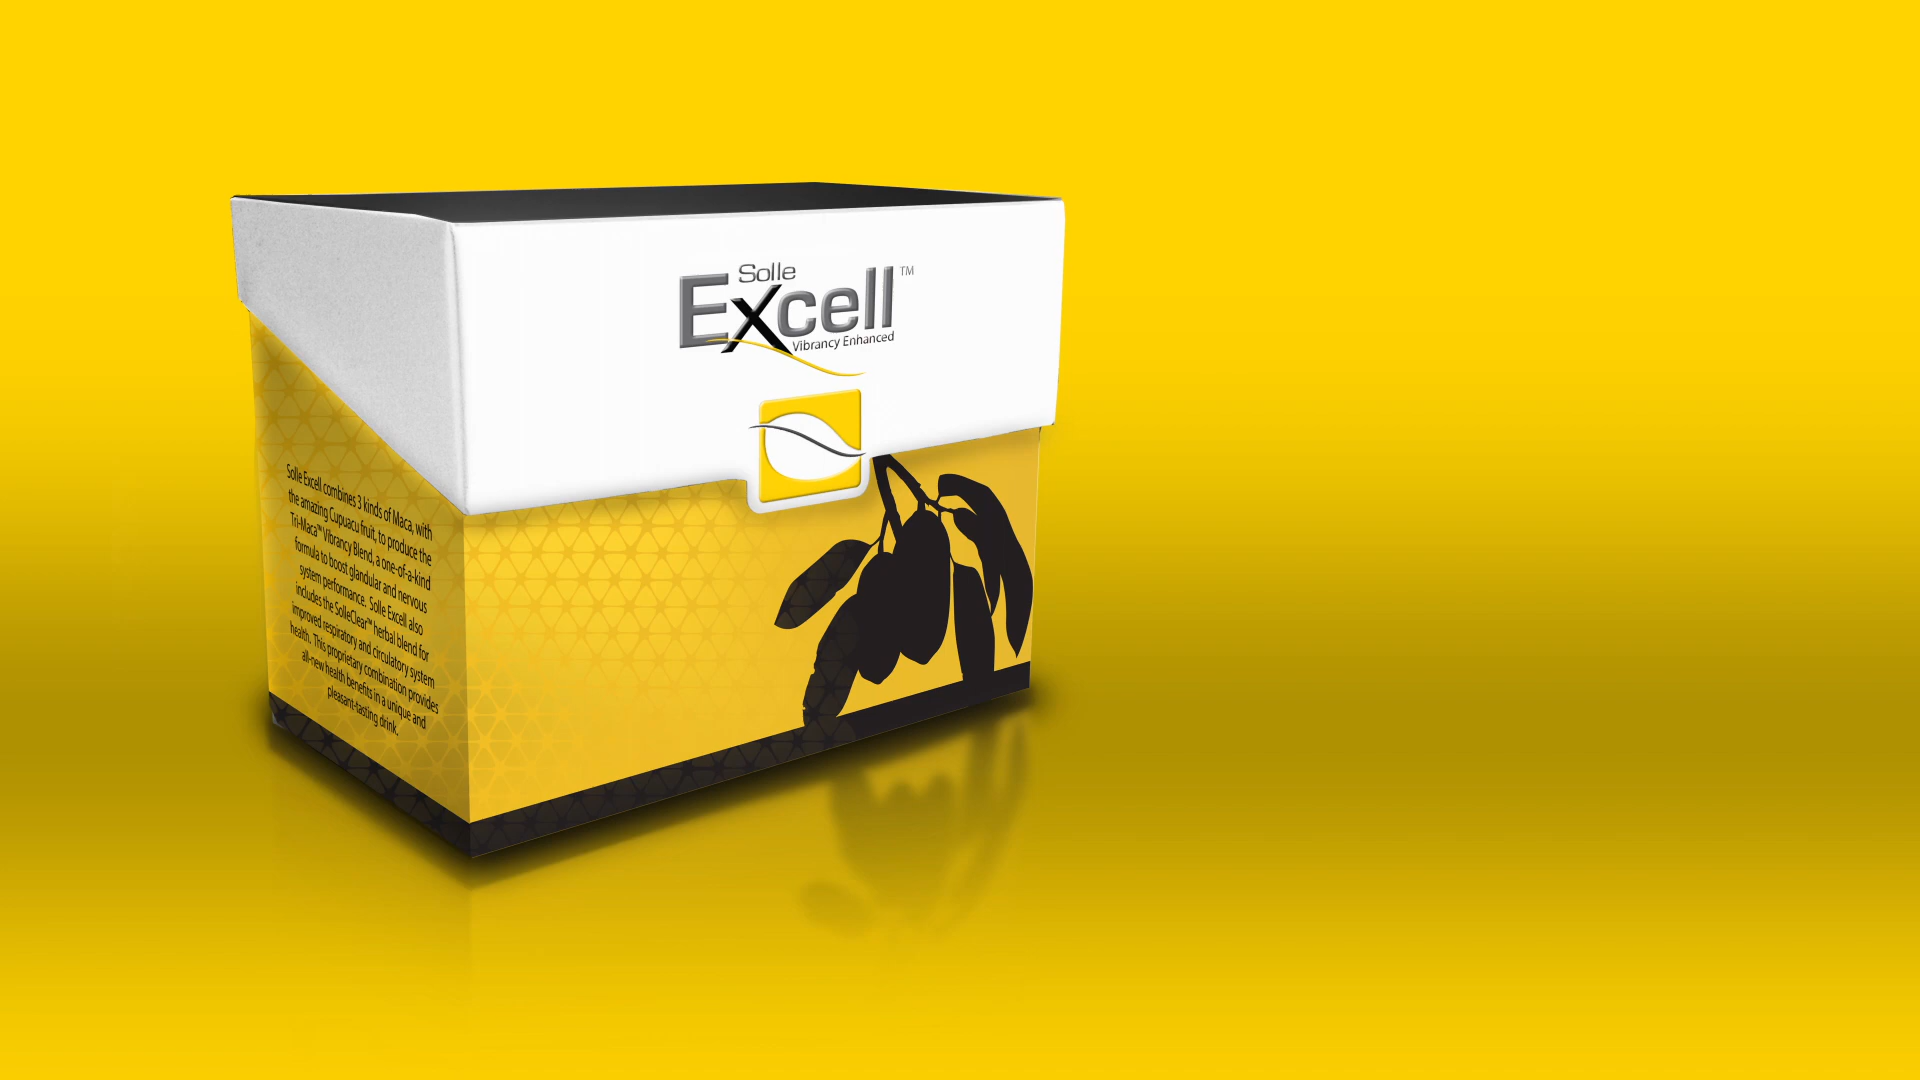 Solle
Excell™
Vibrancy Enhanced
Solle Excell combines 3 kinds of Maca, with
the amazing Cupuacu fruit, to produce the
Tri-Maca™ Vibrancy Blend, a one-of-a-kind
formula to boost glandular and nervous
system performance. Solle Excell also
includes the SolleClear™ herbal blend for
improved respiratory and circulatory system
health. This proprietary combination provides
all-new health benefits in a unique and
pleasant-tasting drink.